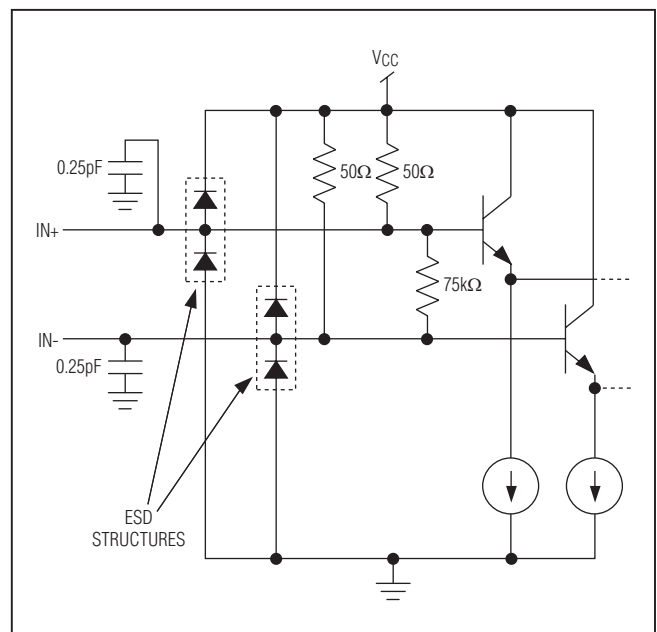 VCC
0.25pF
50Ω
50Ω
IN+
75kΩ
IN-
0.25pF
ESD
STRUCTURES